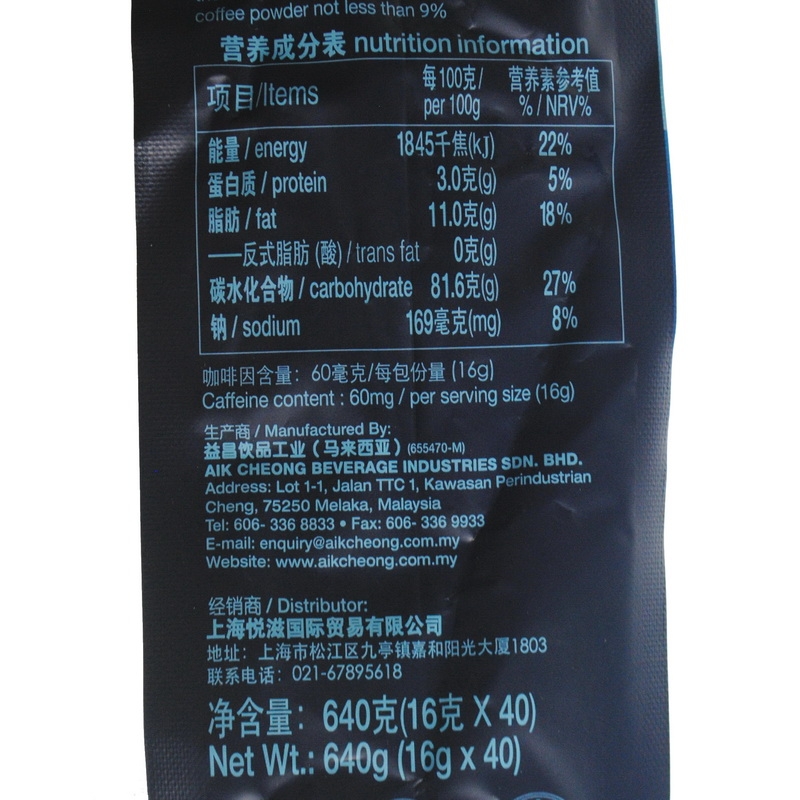 coffee powder not less than 9%
营养成分表 nutrition information
项目/Items 每100克/ per 100g 营养素参考值 % / NRV%
能量 / energy 1845千焦(kJ) 22%
蛋白质 / protein 3.0克(g) 5%
脂肪 / fat 11.0克(g) 18%
——反式脂肪 (酸) / trans fat 0克(g)
碳水化合物 / carbohydrate 81.6克(g) 27%
钠 / sodium 169毫克(mg) 8%
咖啡因含量：60毫克/每包份量 (16g)
Caffeine content : 60mg / per serving size (16g)
生产商 / Manufactured By:
益昌饮品工业（马来西亚）(655470-M)
AIK CHEONG BEVERAGE INDUSTRIES SDN. BHD.
Address: Lot 1-1, Jalan TTC 1, Kawasan Perindustrian
Cheng, 75250 Melaka, Malaysia
Tel: 606- 336 8833 • Fax: 606- 336 9933
E-mail: enquiry@aikcheong.com.my
Website: www.aikcheong.com.my
经销商 / Distributor:
上海悦滋国际贸易有限公司
地址：上海市松江区九亭镇嘉和阳光大厦1803
联系电话：021-67895618
净含量：640克(16克 X 40)
Net Wt.: 640g (16g x 40)